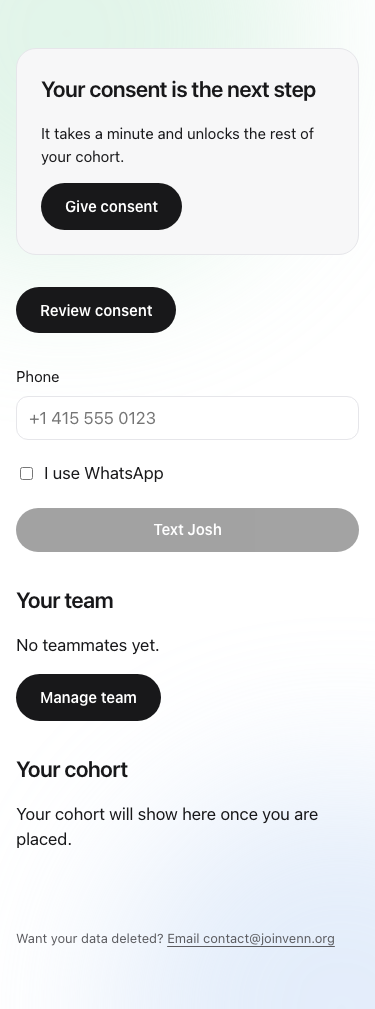 Your consent is the next step
It takes a minute and unlocks the rest of
your cohort.
Give consent
Review consent
Phone
+1 415 555 0123
I use WhatsApp
Text Josh
Your team
No teammates yet.
Manage team
Your cohort
Your cohort will show here once you are
placed.
Want your data deleted? Email contact@joinvenn.org